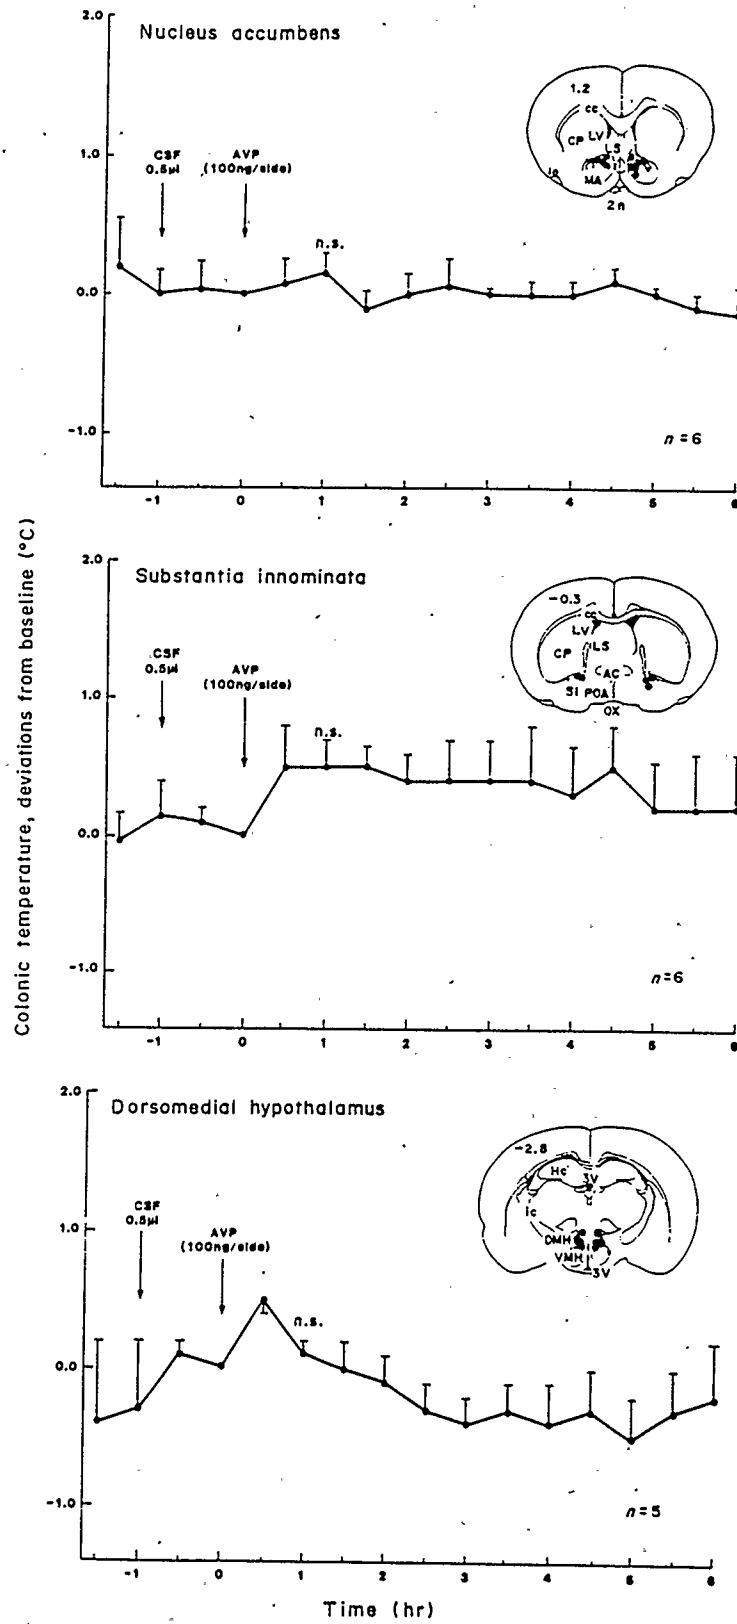 Colonic temperature, deviations from baseline (°C)
Nucleus accumbens
2.0
1.0
0.0
-1.0
CSF
0.5µl
AVP
(100ng/side)
n.s.
1.2
cc
CP
LV
LS
MA
2n
n=6
-1
0
1
2
3
4
5
6
Substantia innominata
2.0
1.0
0.0
-1.0
CSF
0.5µl
AVP
(100ng/side)
n.s.
-0.3
cc
LV
CP
LS
AC
SI
POA
OX
n=6
-1
0
1
2
3
4
5
6
Dorsomedial hypothalamus
2.0
1.0
0.0
-1.0
CSF
0.5µl
AVP
(100ng/side)
n.s.
-2.8
Hc
3V
Ic
DMH
VMH
3V
n=5
-1
0
1
2
3
4
5
6
Time (hr)